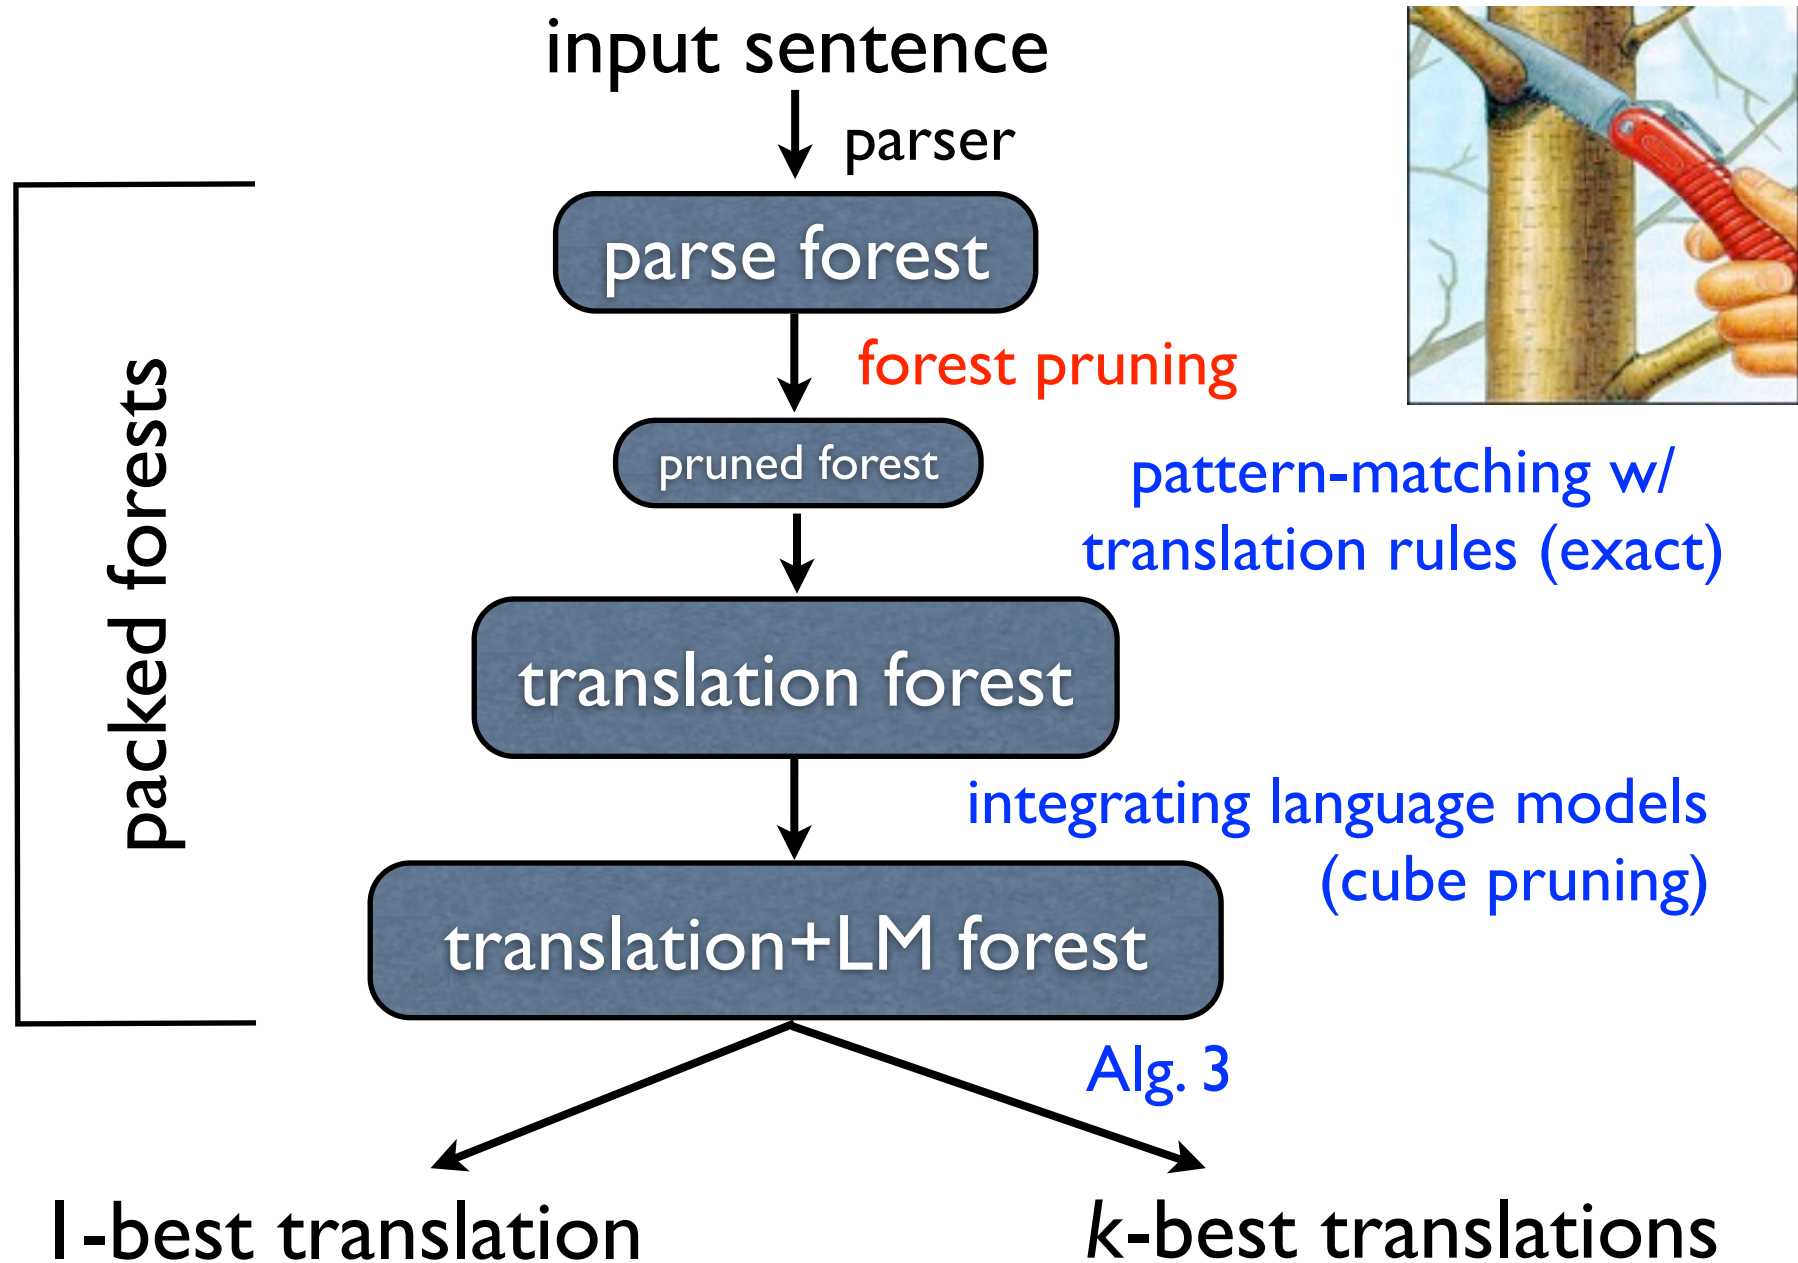 input sentence
parser
parse forest
forest pruning
pruned forest
pattern-matching w/
translation rules (exact)
packed forests
translation forest
integrating language models
(cube pruning)
translation+LM forest
Alg. 3
1-best translation
k-best translations